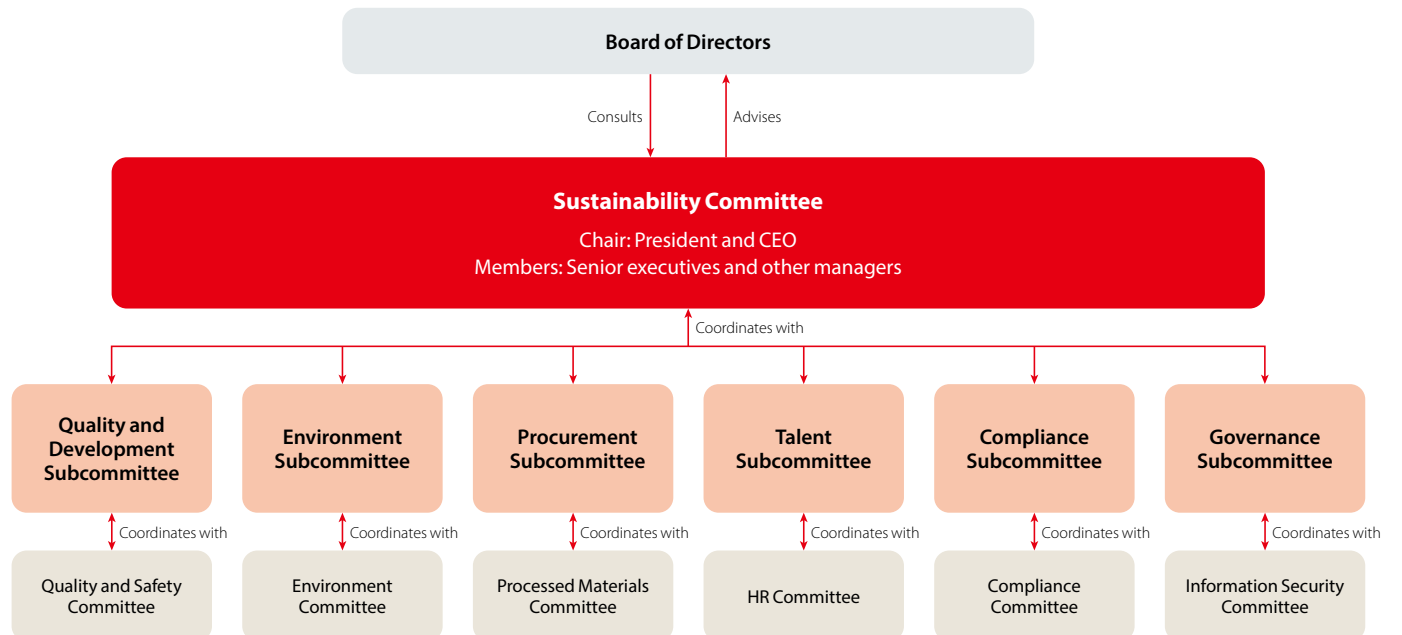 Board of Directors
Consults
Advises
Sustainability Committee
Chair: President and CEO
Members: Senior executives and other managers
Coordinates with
Quality and
Development
Subcommittee
Environment
Subcommittee
Procurement
Subcommittee
Talent
Subcommittee
Compliance
Subcommittee
Governance
Subcommittee
Coordinates with
Coordinates with
Coordinates with
Coordinates with
Coordinates with
Coordinates with
Quality and Safety
Committee
Environment
Committee
Processed Materials
Committee
HR Committee
Compliance
Committee
Information Security
Committee